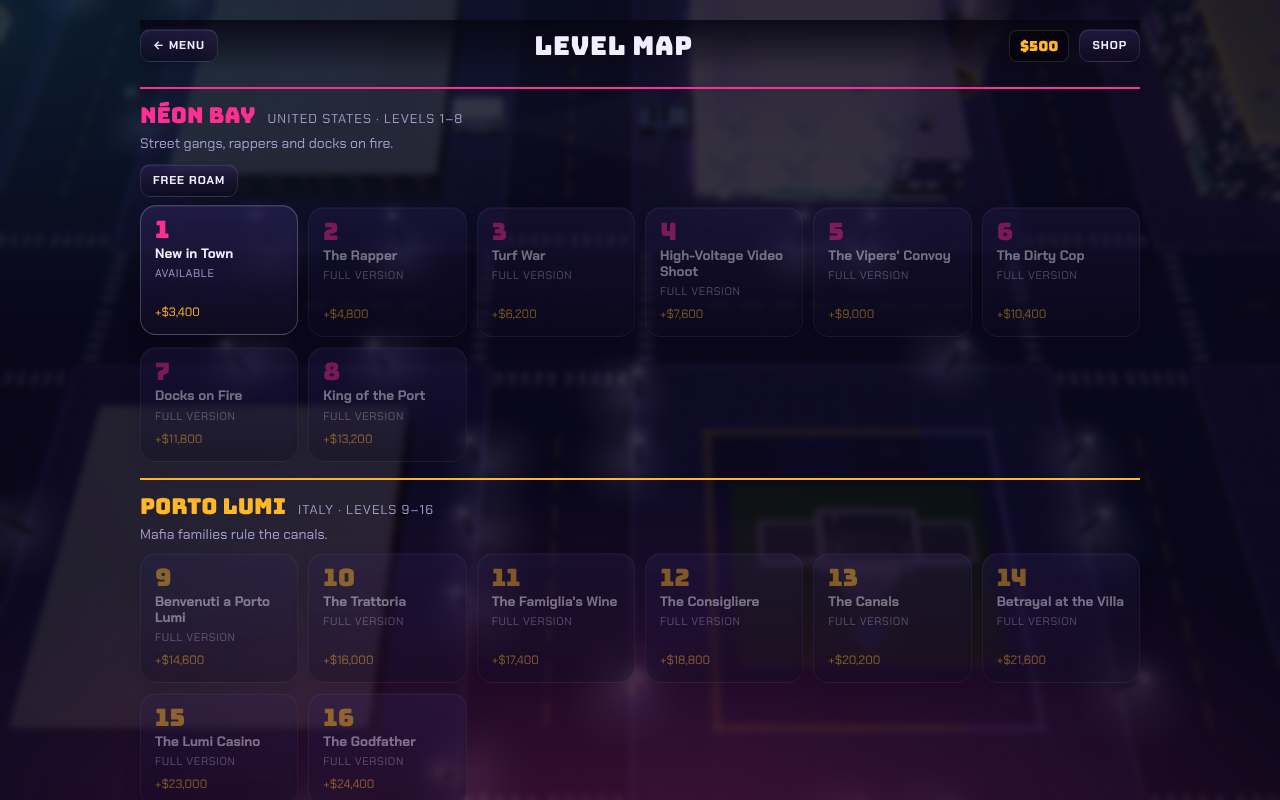 ← MENU
LEVEL MAP
$500
SHOP
NÉON BAY UNITED STATES · LEVELS 1–8
Street gangs, rappers and docks on fire.
FREE ROAM
1
New in Town
AVAILABLE
+$3,400
2
The Rapper
FULL VERSION
+$4,800
3
Turf War
FULL VERSION
+$6,200
4
High-Voltage Video
Shoot
FULL VERSION
+$7,600
5
The Vipers' Convoy
FULL VERSION
+$9,000
6
The Dirty Cop
FULL VERSION
+$10,400
7
Docks on Fire
FULL VERSION
+$11,800
8
King of the Port
FULL VERSION
+$13,200
PORTO LUMI ITALY · LEVELS 9–16
Mafia families rule the canals.
9
Benvenuti a Porto
Lumi
FULL VERSION
+$14,600
10
The Trattoria
FULL VERSION
+$16,000
11
The Famiglia's Wine
FULL VERSION
+$17,400
12
The Consigliere
FULL VERSION
+$18,800
13
The Canals
FULL VERSION
+$20,200
14
Betrayal at the Villa
FULL VERSION
+$21,600
15
The Lumi Casino
FULL VERSION
+$23,000
16
The Godfather
FULL VERSION
+$24,400